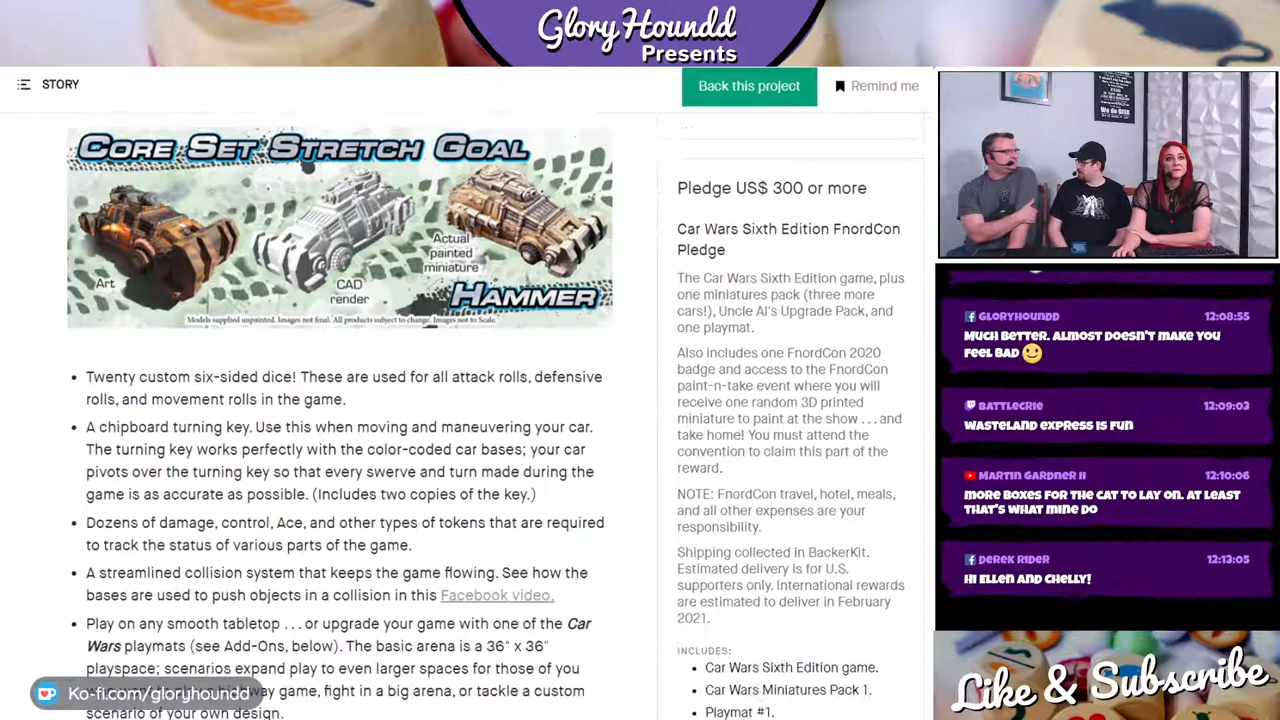 GloryHoundd
Presents
STORY
Back this project
Remind me
CORE SET STRETCH GOAL
Art
CAD
render
Actual
painted
miniature
HAMMER
Models supplied unpainted. Images not final. All products subject to change. Images not to Scale.
• Twenty custom six-sided dice! These are used for all attack rolls, defensive
rolls, and movement rolls in the game.
• A chipboard turning key. Use this when moving and maneuvering your car.
The turning key works perfectly with the color-coded car bases; your car
pivots over the turning key so that every swerve and turn made during the
game is as accurate as possible. (Includes two copies of the key.)
• Dozens of damage, control, Ace, and other types of tokens that are required
to track the status of various parts of the game.
• A streamlined collision system that keeps the game flowing. See how the
bases are used to push objects in a collision in this Facebook video.
• Play on any smooth tabletop . . . or upgrade your game with one of the Car
Wars playmats (see Add-Ons, below). The basic arena is a 36" x 36"
playspace; scenarios expand play to even larger spaces for those of you
way game, fight in a big arena, or tackle a custom
scenario of your own design.
Ko-fi.com/gloryhoundd
Pledge US$ 300 or more
Car Wars Sixth Edition FnordCon
Pledge
The Car Wars Sixth Edition game, plus
one miniatures pack (three more
cars!), Uncle Al's Upgrade Pack, and
one playmat.
Also includes one FnordCon 2020
badge and access to the FnordCon
paint-n-take event where you will
receive one random 3D printed
miniature to paint at the show . . . and
take home! You must attend the
convention to claim this part of the
reward.
NOTE: FnordCon travel, hotel, meals,
and all other expenses are your
responsibility.
Shipping collected in BackerKit.
Estimated delivery is for U.S.
supporters only. International rewards
are estimated to deliver in February
2021.
INCLUDES:
• Car Wars Sixth Edition game.
• Car Wars Miniatures Pack 1.
• Playmat #1.
GLORYHOUNDD 12:08:55
MUCH BETTER. ALMOST DOESN'T MAKE YOU
FEEL BAD
BATTLECRIE 12:09:03
WASTELAND EXPRESS IS FUN
MARTIN GARDNER II 12:10:06
MORE BOXES FOR THE CAT TO LAY ON. AT LEAST
THAT'S WHAT MINE DO
DEREK RIDER 12:13:05
HI ELLEN AND CHELLY!
Like & Subscribe